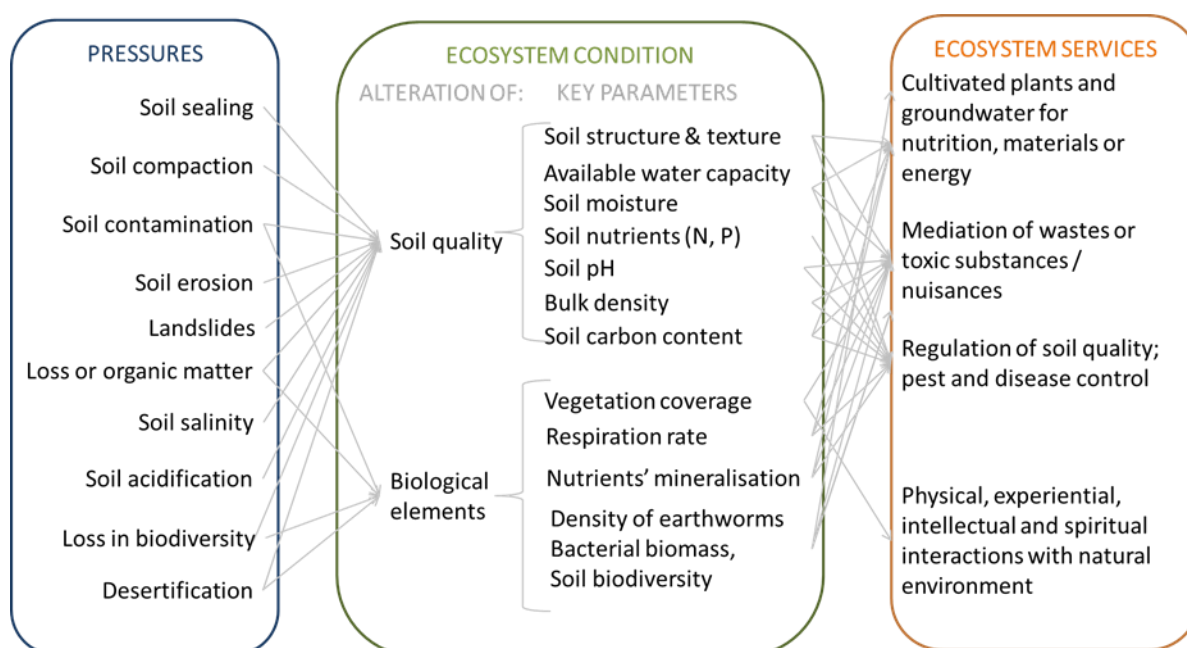 PRESSURES
Soil sealing
Soil compaction
Soil contamination
Soil erosion
Landslides
Loss or organic matter
Soil salinity
Soil acidification
Loss in biodiversity
Desertification
ECOSYSTEM CONDITION
ALTERATION OF:
Soil quality
Biological
elements
KEY PARAMETERS
Soil structure & texture
Available water capacity
Soil moisture
Soil nutrients (N, P)
Soil pH
Bulk density
Soil carbon content
Vegetation coverage
Respiration rate
Nutrients’ mineralisation
Density of earthworms
Bacterial biomass,
Soil biodiversity
ECOSYSTEM SERVICES
Cultivated plants and
groundwater for
nutrition, materials or
energy
Mediation of wastes or
toxic substances /
nuisances
Regulation of soil quality;
pest and disease control
Physical, experiential,
intellectual and spiritual
interactions with natural
environment